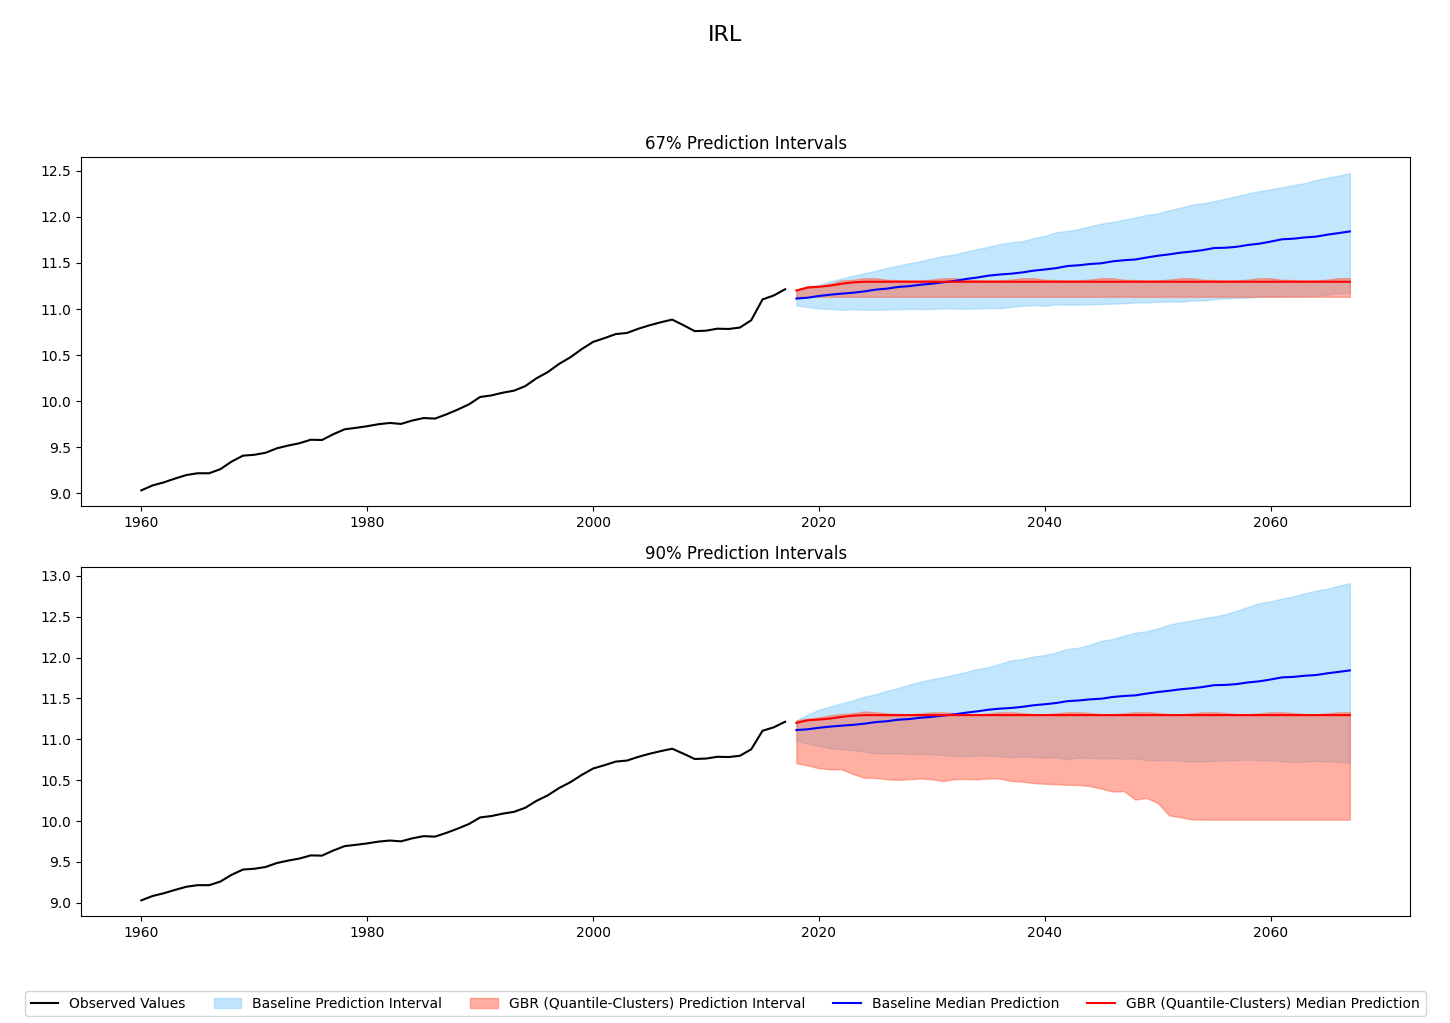 IRL
67% Prediction Intervals
12.5
12.0
11.5
11.0
10.5
10.0
9.5
9.0
1960 1980 2000 2020 2040 2060
90% Prediction Intervals
13.0
12.5
12.0
11.5
11.0
10.5
10.0
9.5
9.0
1960 1980 2000 2020 2040 2060
Observed Values Baseline Prediction Interval GBR (Quantile-Clusters) Prediction Interval Baseline Median Prediction GBR (Quantile-Clusters) Median Prediction